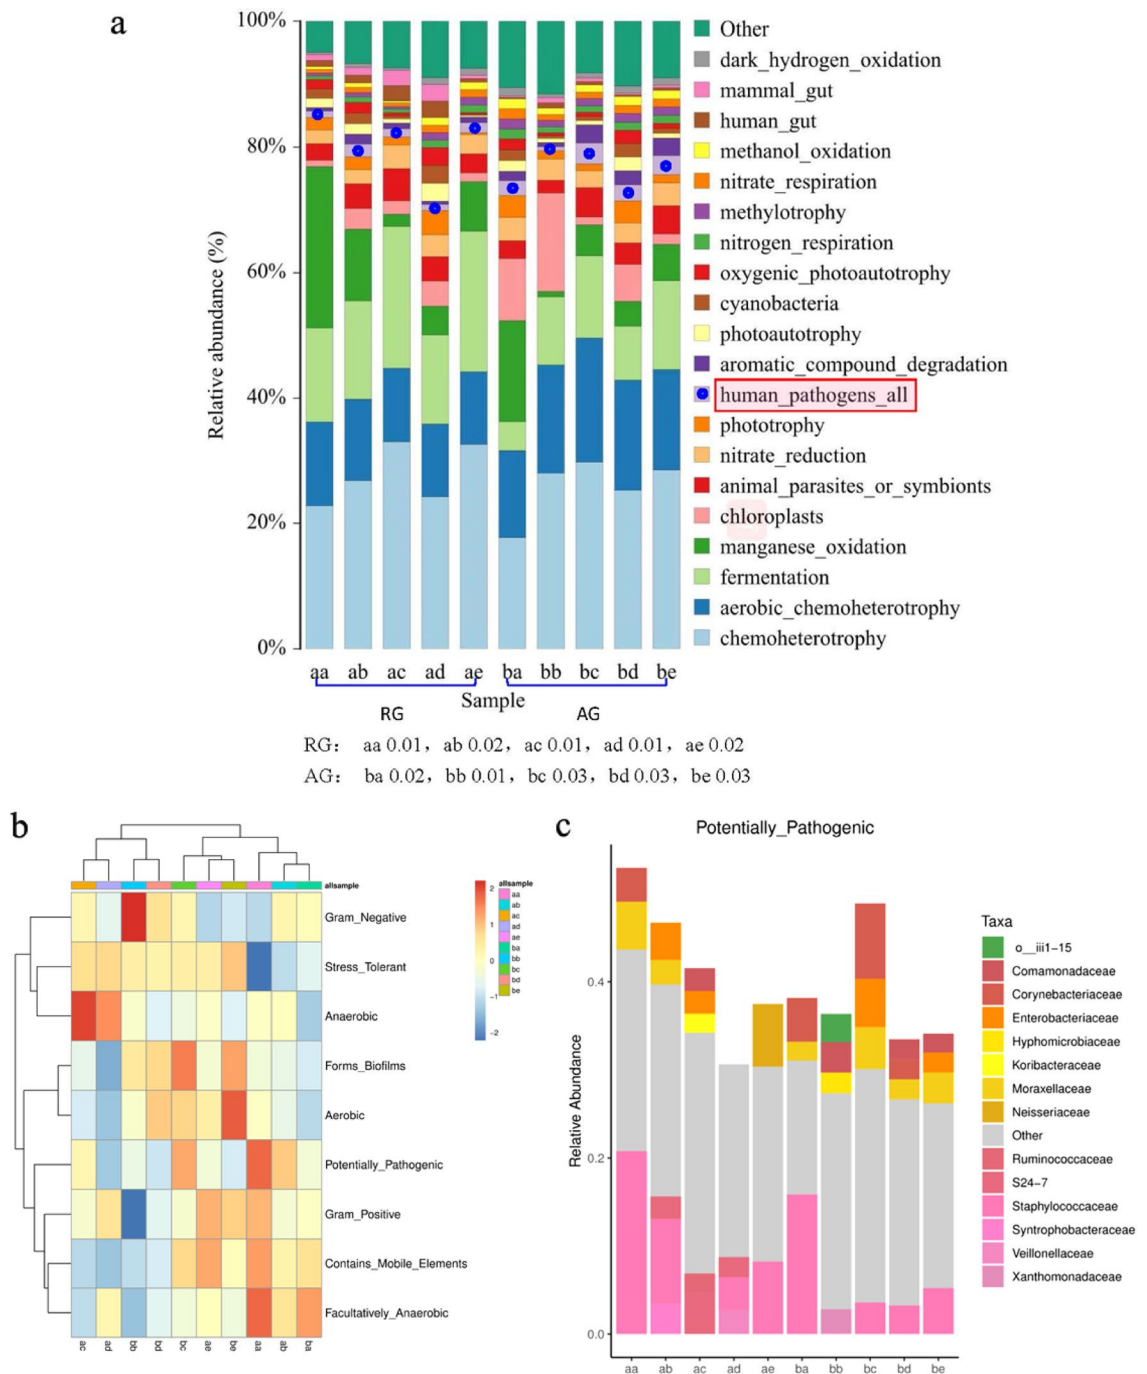 a
100%
80%
60%
40%
20%
0%
Relative abundance (%)
Other
dark_hydrogen_oxidation
mammal_gut
human_gut
methanol_oxidation
nitrate_respiration
methylotrophy
nitrogen_respiration
oxygenic_photoautotrophy
cyanobacteria
photoautotrophy
aromatic_compound_degradation
human_pathogens_all
phototrophy
nitrate_reduction
animal_parasites_or_symbionts
chloroplasts
manganese_oxidation
fermentation
aerobic_chemoheterotrophy
chemoheterotrophy
aa ab ac ad ae ba bb bc bd be
Sample
RG AG
RG: aa 0.01, ab 0.02, ac 0.01, ad 0.01, ae 0.02
AG: ba 0.02, bb 0.01, bc 0.03, bd 0.03, be 0.03
b
allsample
Gram_Negative
Stress_Tolerant
Anaerobic
Forms_Biofilms
Aerobic
Potentially_Pathogenic
Gram_Positive
Contains_Mobile_Elements
Facultatively_Anaerobic
ac ad bb bd bc ae be aa ab ba
2
1
0
-1
-2
allsample
aa
ab
ac
ad
ae
ba
bb
bc
bd
be
c
Potentially_Pathogenic
Relative Abundance
0.4
0.2
0.0
aa ab ac ad ae ba bb bc bd be
Taxa
o__iii1-15
Comamonadaceae
Corynebacteriaceae
Enterobacteriaceae
Hyphomicrobiaceae
Koribacteraceae
Moraxellaceae
Neisseriaceae
Other
Ruminococcaceae
S24-7
Staphylococcaceae
Syntrophobacteraceae
Veillonellaceae
Xanthomonadaceae